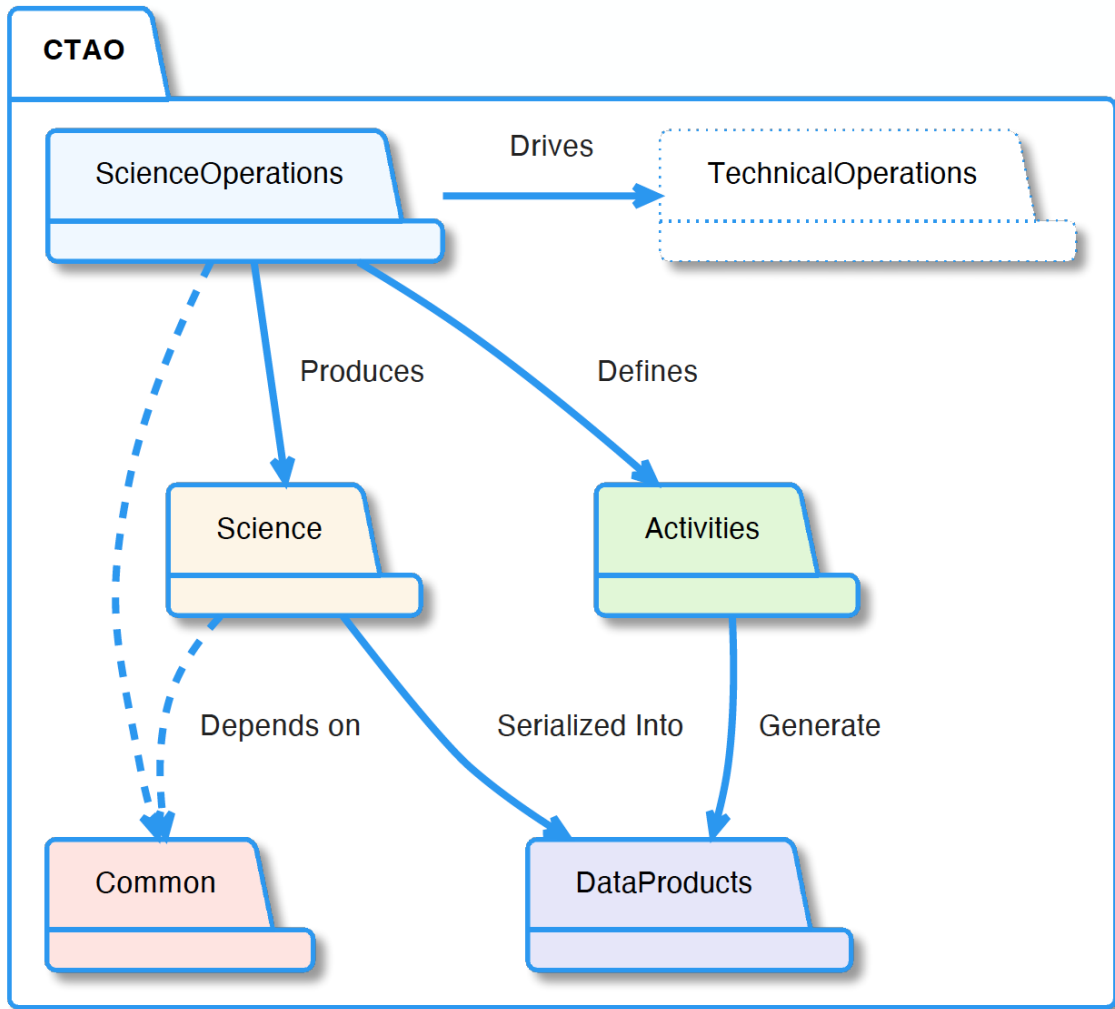 CTAO
Drives
ScienceOperations
TechnicalOperations
Produces
Defines
Science
Activities
Depends on
Serialized Into
Generate
Common
DataProducts